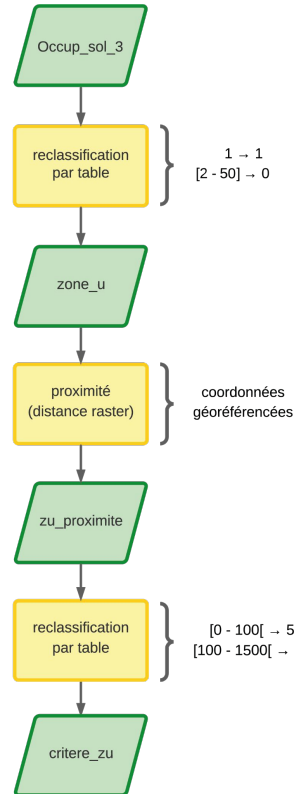 Occup_sol_3
reclassification
par table
1 → 1
[2 - 50] → 0
zone_u
proximité
(distance raster)
coordonnées
géoréférencées
zu_proximite
reclassification
par table
[0 - 100[ → 5
[100 - 1500[ →
critere_zu